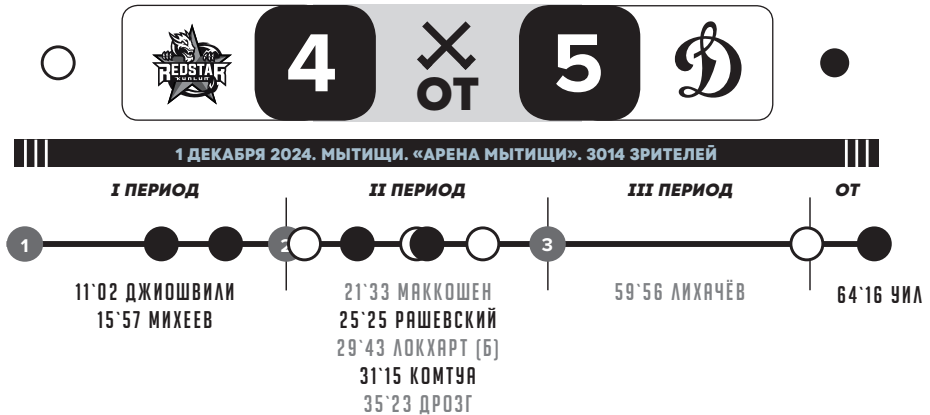 REDSTAR
KUNLUN
4
ОТ
5
D
1 ДЕКАБРЯ 2024. МЫТИЩИ. «АРЕНА МЫТИЩИ». 3014 ЗРИТЕЛЕЙ
I ПЕРИОД
II ПЕРИОД
III ПЕРИОД
ОТ
1
2
3
11`02 ДЖИОШВИЛИ
15`57 МИХЕЕВ
21`33 МАККОШЕН
25`25 РАШЕВСКИЙ
29`43 ЛОКХАРТ (Б)
31`15 КОМТУА
35`23 ДРОЗГ
59`56 ЛИХАЧЁВ
64`16 УИЛ